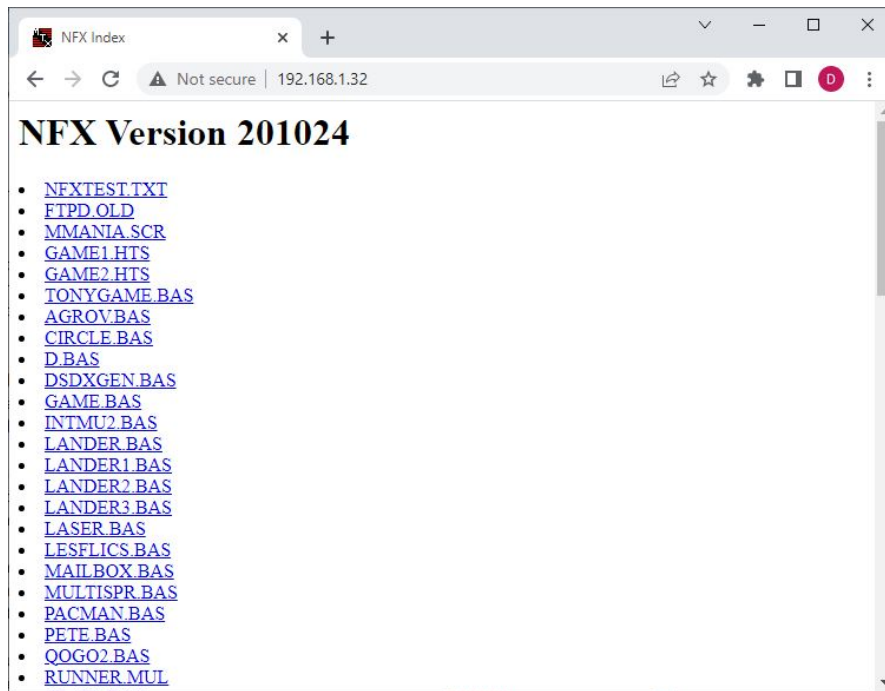 NFX Index
Not secure | 192.168.1.32
D
NFX Version 201024
NFXTEST.TXT
FTPD.OLD
MMANIA.SCR
GAME1.HTS
GAME2.HTS
TONYGAME.BAS
AGROV.BAS
CIRCLE.BAS
D.BAS
DSDXGEN.BAS
GAME.BAS
INTMU2.BAS
LANDER.BAS
LANDER1.BAS
LANDER2.BAS
LANDER3.BAS
LASER.BAS
LESFLICS.BAS
MAILBOX.BAS
MULTISPR.BAS
PACMAN.BAS
PETE.BAS
QOGO2.BAS
RUNNER.MUL